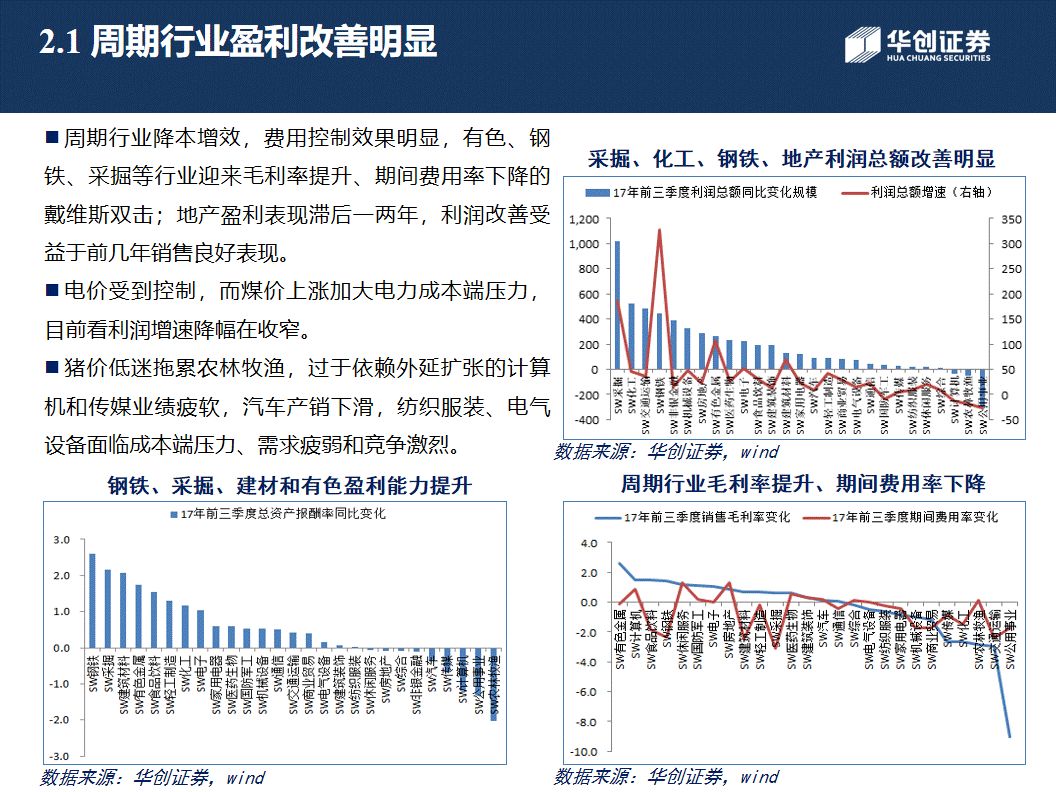 2.1 周期行业盈利改善明显
华创证券
HUA CHUANG SECURITIES
■周期行业降本增效，费用控制效果明显，有色、钢
铁、采掘等行业迎来毛利率提升、期间费用率下降的
戴维斯双击；地产盈利表现滞后一两年，利润改善受
益于前几年销售良好表现。
■电价受到控制，而煤价上涨加大电力成本端压力，
目前看利润增速降幅在收窄。
■猪价低迷拖累农林牧渔，过于依赖外延扩张的计算
机和传媒业绩疲软，汽车产销下滑，纺织服装、电气
设备面临成本端压力、需求疲弱和竞争激烈。
采掘、化工、钢铁、地产利润总额改善明显
17年前三季度利润总额同比变化规模
利润总额增速（右轴）
1,200
1,000
800
600
400
200
0
-200
-400
350
300
250
200
150
100
50
0
-50
SW采掘
SW化工
SW交通运输
SW钢铁
SW非银金融
SW机械设备
SW房地产
SW有色金属
SW医药生物
SW电子
SW食品饮料
SW建筑装饰
SW建筑材料
SW家用电器
SW汽车
SW轻工制造
SW商业贸易
SW电气设备
SW通信
SW国防军工
SW传媒
SW纺织服装
SW休闲服务
SW综合
SW计算机
SW农林牧渔
SW公用事业
数据来源：华创证券，wind
钢铁、采掘、建材和有色盈利能力提升
17年前三季度总资产报酬率同比变化
3.0
2.0
1.0
0.0
-1.0
-2.0
-3.0
SW钢铁
SW采掘
SW建筑材料
SW有色金属
SW食品饮料
SW轻工制造
SW化工
SW电子
SW家用电器
SW医药生物
SW国防军工
SW机械设备
SW通信
SW交通运输
SW商业贸易
SW电气设备
SW建筑装饰
SW纺织服装
SW休闲服务
SW房地产
SW综合
SW非银金融
SW汽车
SW传媒
SW计算机
SW公用事业
SW农林牧渔
数据来源：华创证券，wind
周期行业毛利率提升、期间费用率下降
17年前三季度销售毛利率变化
17年前三季度期间费用率变化
4.0
2.0
0.0
-2.0
-4.0
-6.0
-8.0
-10.0
SW有色金属
SW计算机
SW食品饮料
SW钢铁
SW休闲服务
SW国防军工
SW电子
SW房地产
SW建筑材料
SW轻工制造
SW采掘
SW医药生物
SW建筑装饰
SW汽车
SW通信
SW综合
SW电气设备
SW纺织服装
SW家用电器
SW机械设备
SW商业贸易
SW传媒
SW化工
SW农林牧渔
SW交通运输
SW公用事业
数据来源：华创证券，wind